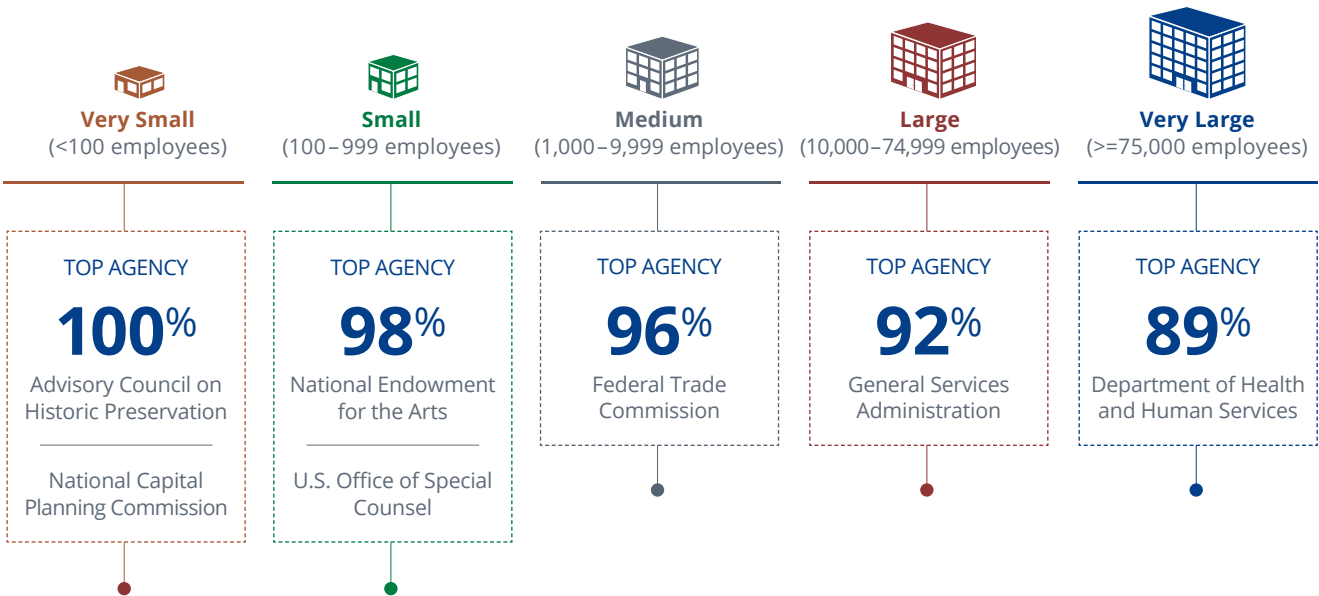 Very Small
(<100 employees)
TOP AGENCY
100%
Advisory Council on
Historic Preservation
National Capital
Planning Commission
Small
(100–999 employees)
TOP AGENCY
98%
National Endowment
for the Arts
U.S. Office of Special
Counsel
Medium
(1,000–9,999 employees)
TOP AGENCY
96%
Federal Trade
Commission
Large
(10,000–74,999 employees)
TOP AGENCY
92%
General Services
Administration
Very Large
(>=75,000 employees)
TOP AGENCY
89%
Department of Health
and Human Services